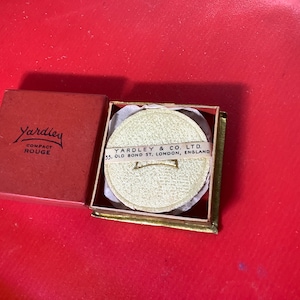 Yardley
COMPACT
ROUGE
YARDLEY & CO. LTD.
33, OLD BOND ST. LONDON, ENGLAND